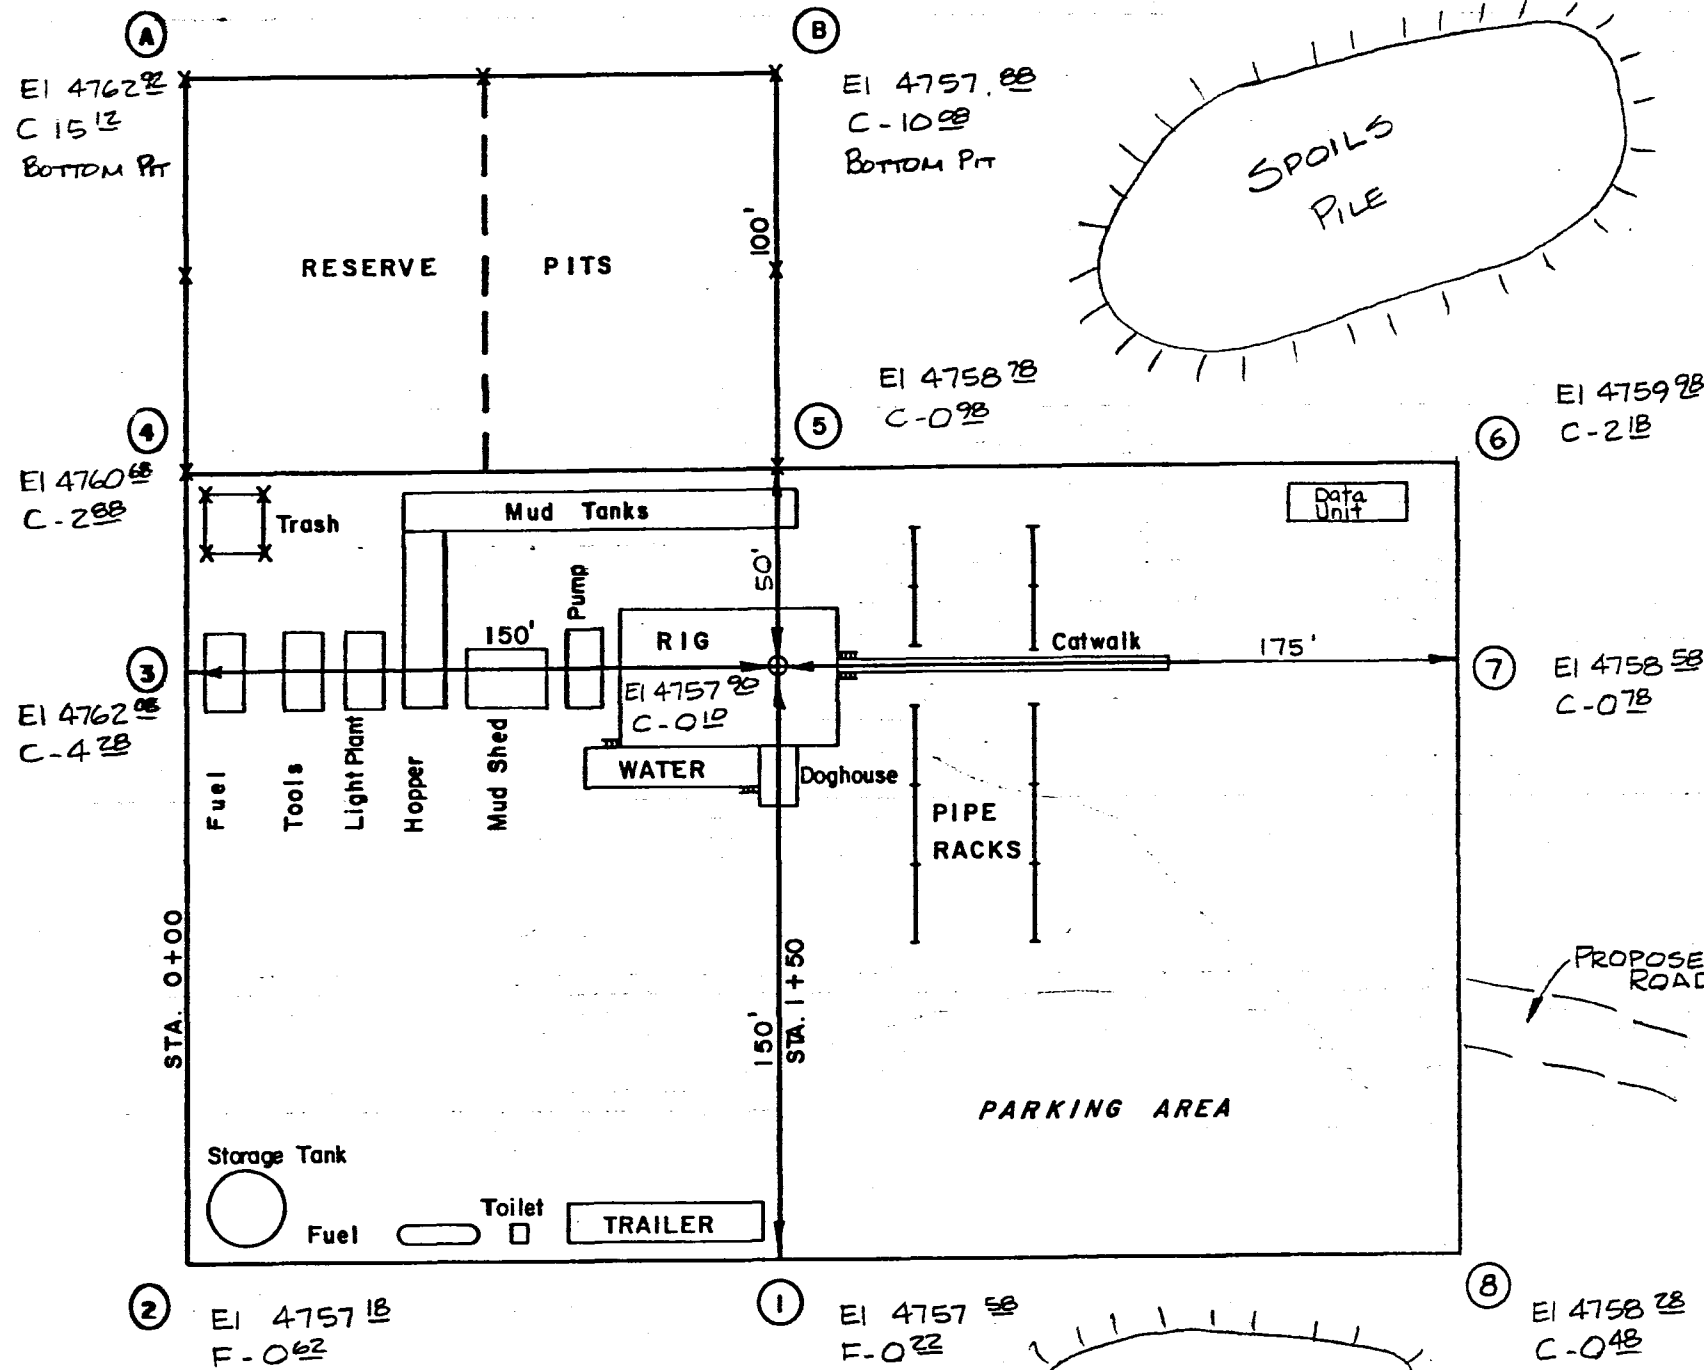 A
B
El 4762 92
C 15 12
BOTTOM PIT
El 4757.88
C-10 08
BOTTOM PIT
SPOILS
PILE
100'
RESERVE PITS
El 4758 78
C-0 98
El 4759 98
C-2 18
4
5
6
El 4760 68
C-2 88
Trash
Mud Tanks
Data
Unit
50'
Pump
150'
RIG
Catwalk
175'
3
7
El 4762 08
C-4 28
El 4757 90
C-0 10
El 4758 58
C-0 78
Fuel
Tools
Light Plant
Hopper
Mud Shed
WATER
Doghouse
PIPE
RACKS
STA. 0+00
150'
STA. 1+50
PROPOSE
ROAD
PARKING AREA
Storage Tank
Fuel
Toilet
TRAILER
2
1
8
El 4757 18
F-0 62
El 4757 58
F-0 22
El 4758 28
C-0 48